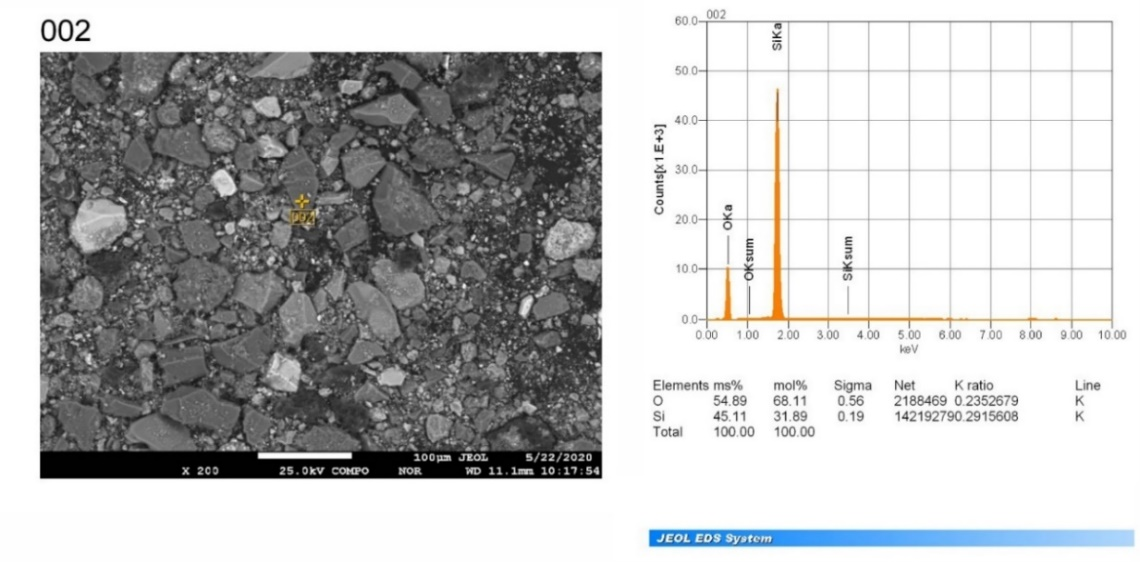 002
002
100µm JEOL 5/22/2020
X 200 25.0kV COMPO NOR WD 11.1mm 10:17:54
002
Counts[x1.E+3]
60.0
50.0
40.0
30.0
20.0
10.0
0.0
OKa
OKsum
SiKa
SiKsum
0.00 1.00 2.00 3.00 4.00 5.00 6.00 7.00 8.00 9.00 10.00
keV
Elements ms% mol% Sigma Net K ratio Line
O 54.89 68.11 0.56 2188469 0.2352679 K
Si 45.11 31.89 0.19 142192790.2915608 K
Total 100.00 100.00
JEOL EDS System